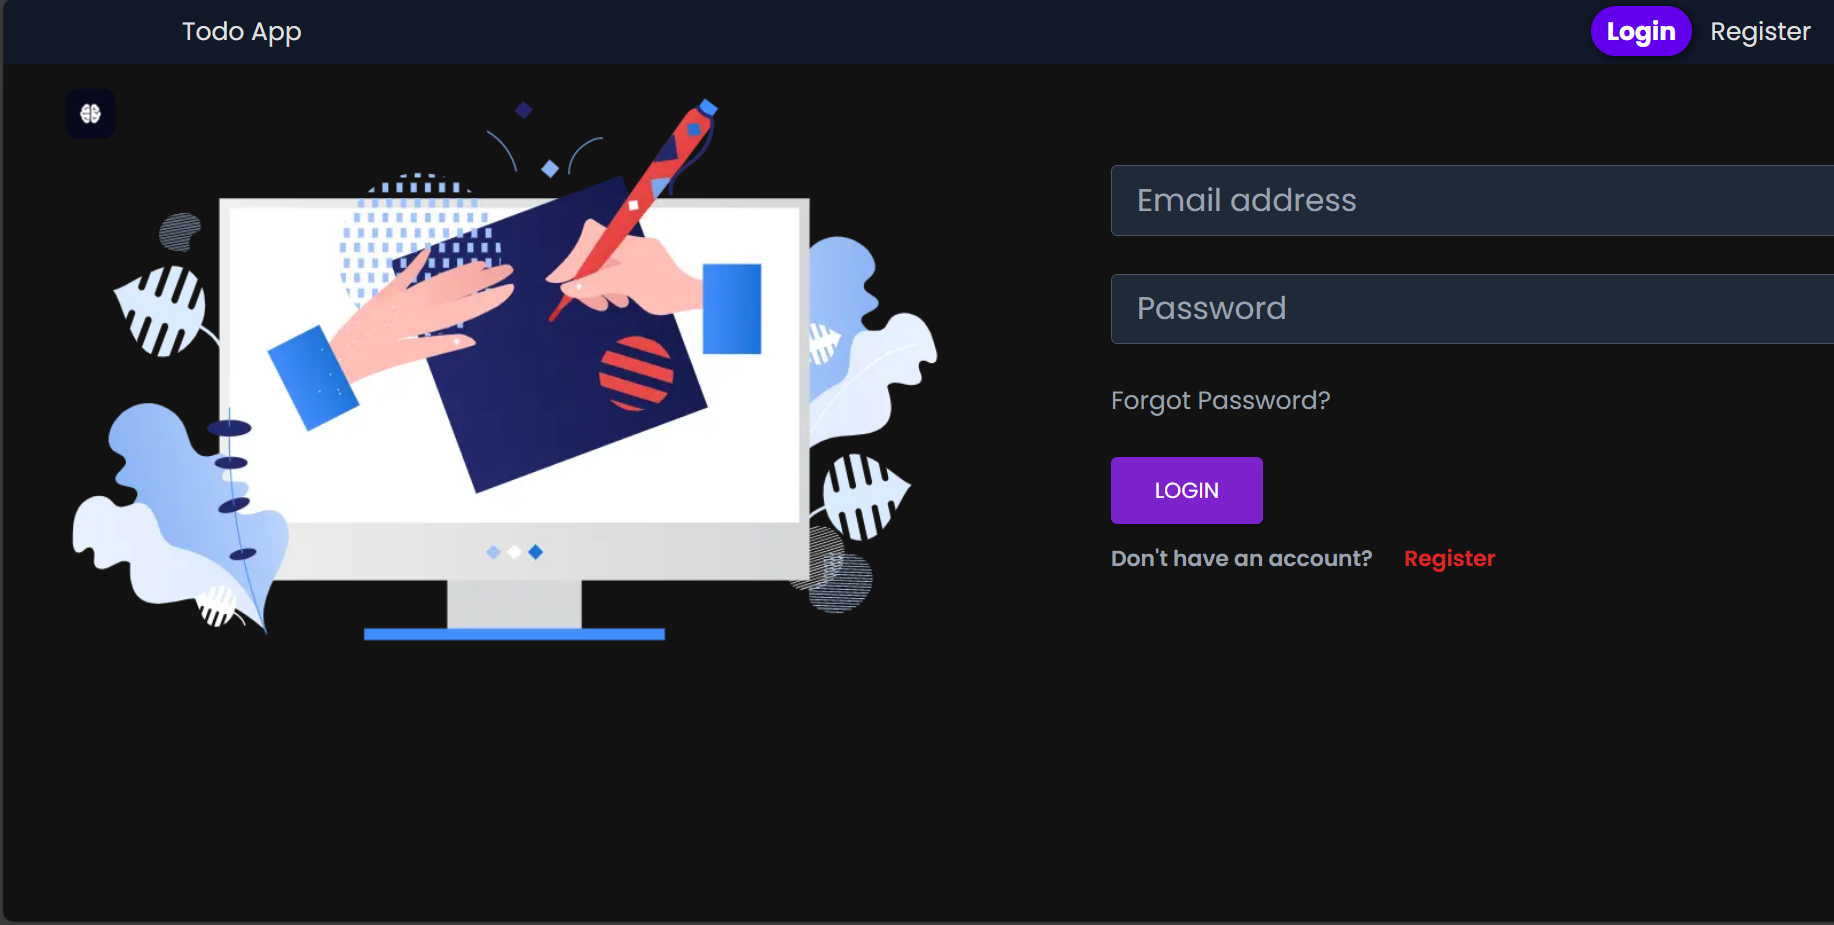 Todo App
Login Register
Email address
Password
Forgot Password?
LOGIN
Don't have an account? Register